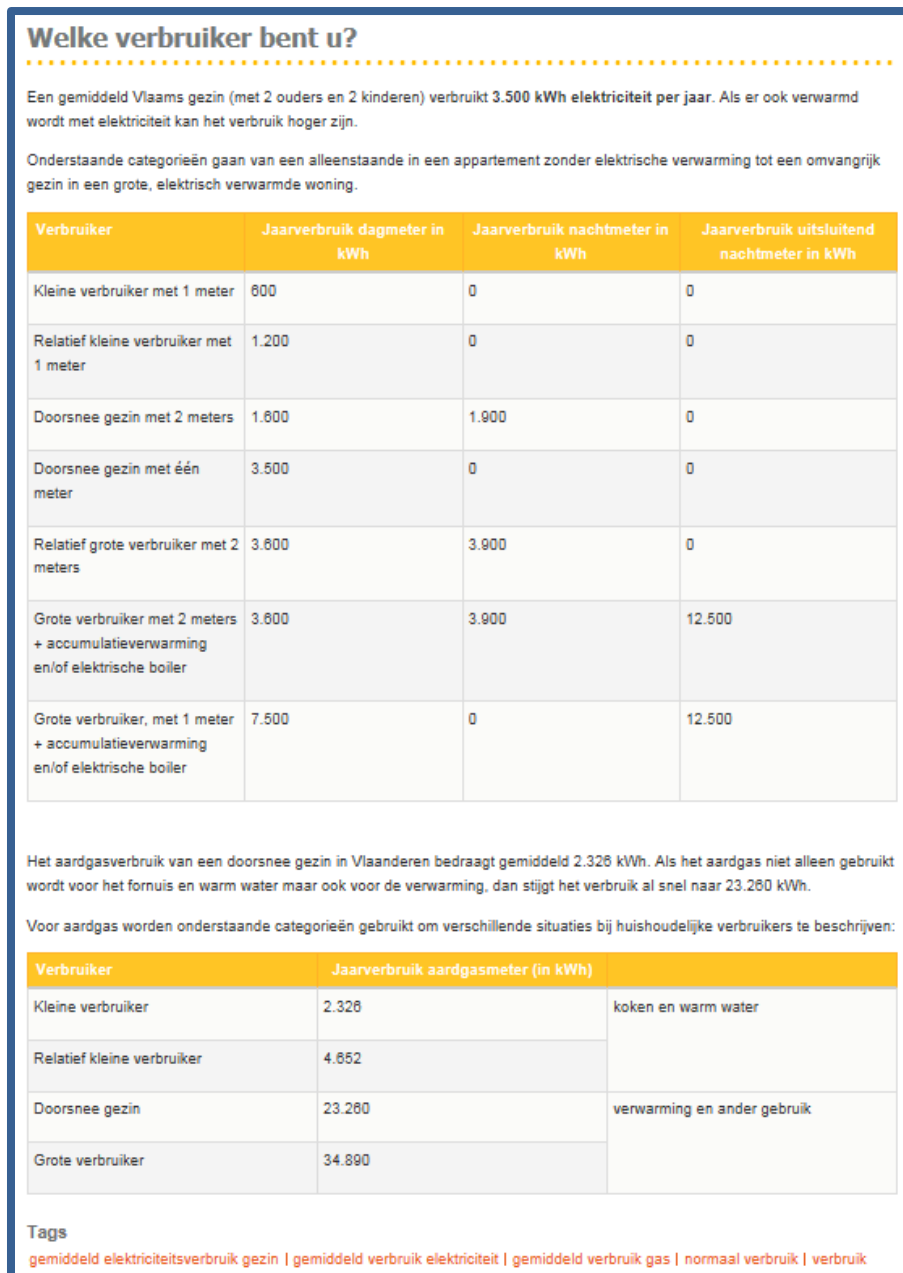 Welke verbruiker bent u?
Een gemiddeld Vlaams gezin (met 2 ouders en 2 kinderen) verbruikt 3.500 kWh elektriciteit per jaar. Als er ook verwarmd
wordt met elektriciteit kan het verbruik hoger zijn.
Onderstaande categorieën gaan van een alleenstaande in een appartement zonder elektrische verwarming tot een omvangrijk
gezin in een grote, elektrisch verwarmde woning.
Verbruiker Jaarverbruik dagmeter in Jaarverbruik nachtmeter in Jaarverbruik uitsluitend
kWh kWh nachtmeter in kWh
Kleine verbruiker met 1 meter 600 0 0
Relatief kleine verbruiker met 1.200 0 0
1 meter
Doorsnee gezin met 2 meters 1.600 1.900 0
Doorsnee gezin met één 3.500 0 0
meter
Relatief grote verbruiker met 2 3.600 3.900 0
meters
Grote verbruiker met 2 meters 3.600 3.900 12.500
+ accumulatieverwarming
en/of elektrische boiler
Grote verbruiker, met 1 meter 7.500 0 12.500
+ accumulatieverwarming
en/of elektrische boiler
Het aardgasverbruik van een doorsnee gezin in Vlaanderen bedraagt gemiddeld 2.326 kWh. Als het aardgas niet alleen gebruikt
wordt voor het fornuis en warm water maar ook voor de verwarming, dan stijgt het verbruik al snel naar 23.260 kWh.
Voor aardgas worden onderstaande categorieën gebruikt om verschillende situaties bij huishoudelijke verbruikers te beschrijven:
Verbruiker Jaarverbruik aardgasmeter (in kWh)
Kleine verbruiker 2.326 koken en warm water
Relatief kleine verbruiker 4.652
Doorsnee gezin 23.260 verwarming en ander gebruik
Grote verbruiker 34.890
Tags
gemiddeld elektriciteitsverbruik gezin | gemiddeld verbruik elektriciteit | gemiddeld verbruik gas | normaal verbruik | verbruik